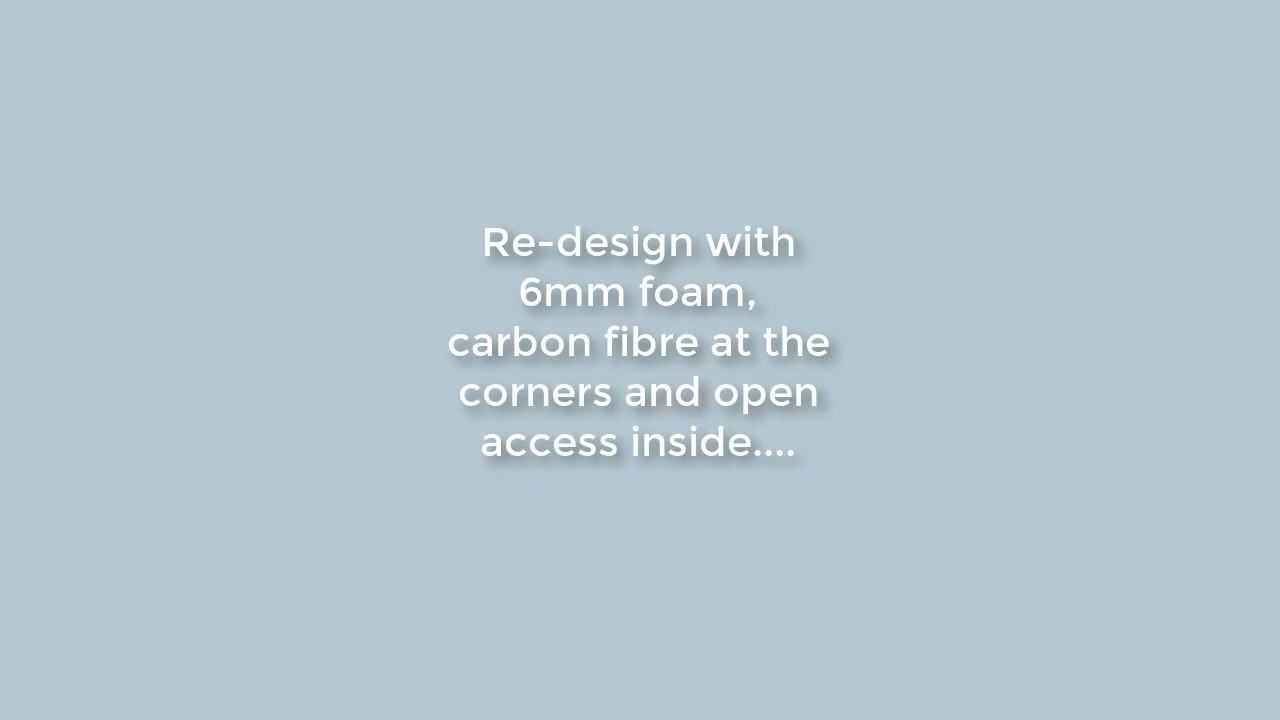 Re-design with
6mm foam,
carbon fibre at the
corners and open
access inside....